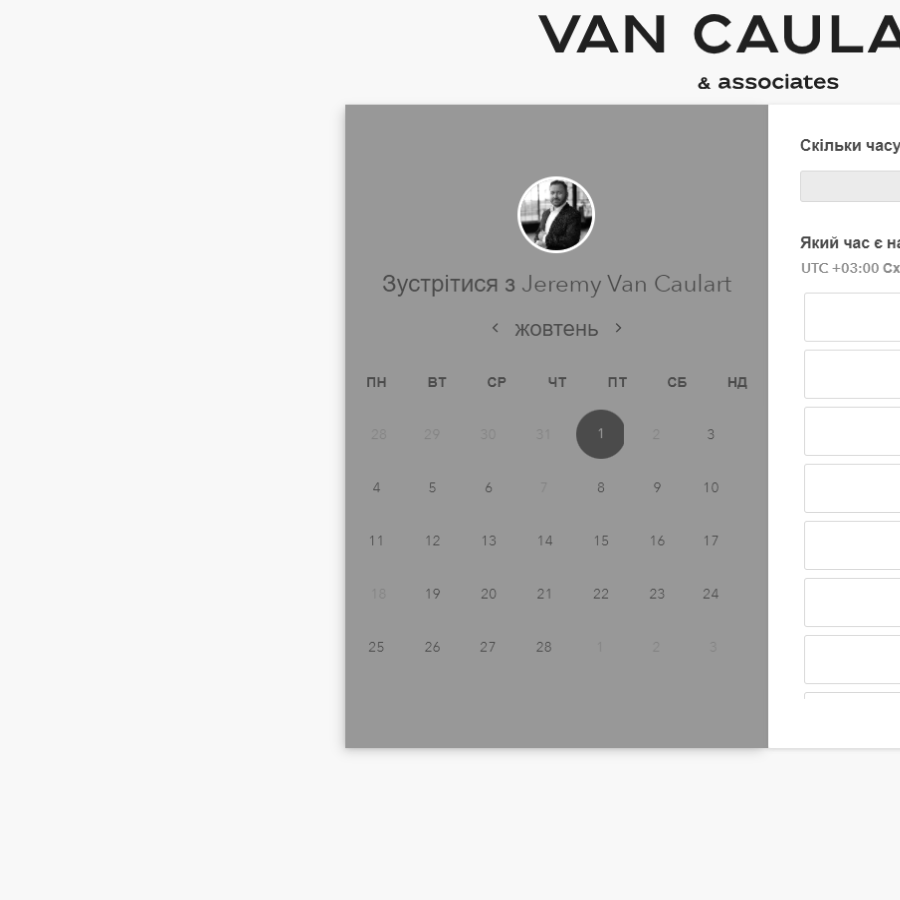 VAN CAULA
& associates
Зустрітися з Jeremy Van Caulart
жовтень
ПН ВТ СР ЧТ ПТ СБ НД
28 29 30 31 1 2 3
4 5 6 7 8 9 10
11 12 13 14 15 16 17
18 19 20 21 22 23 24
25 26 27 28 1 2 3
Скільки часу
Який час є
UTC +03:00